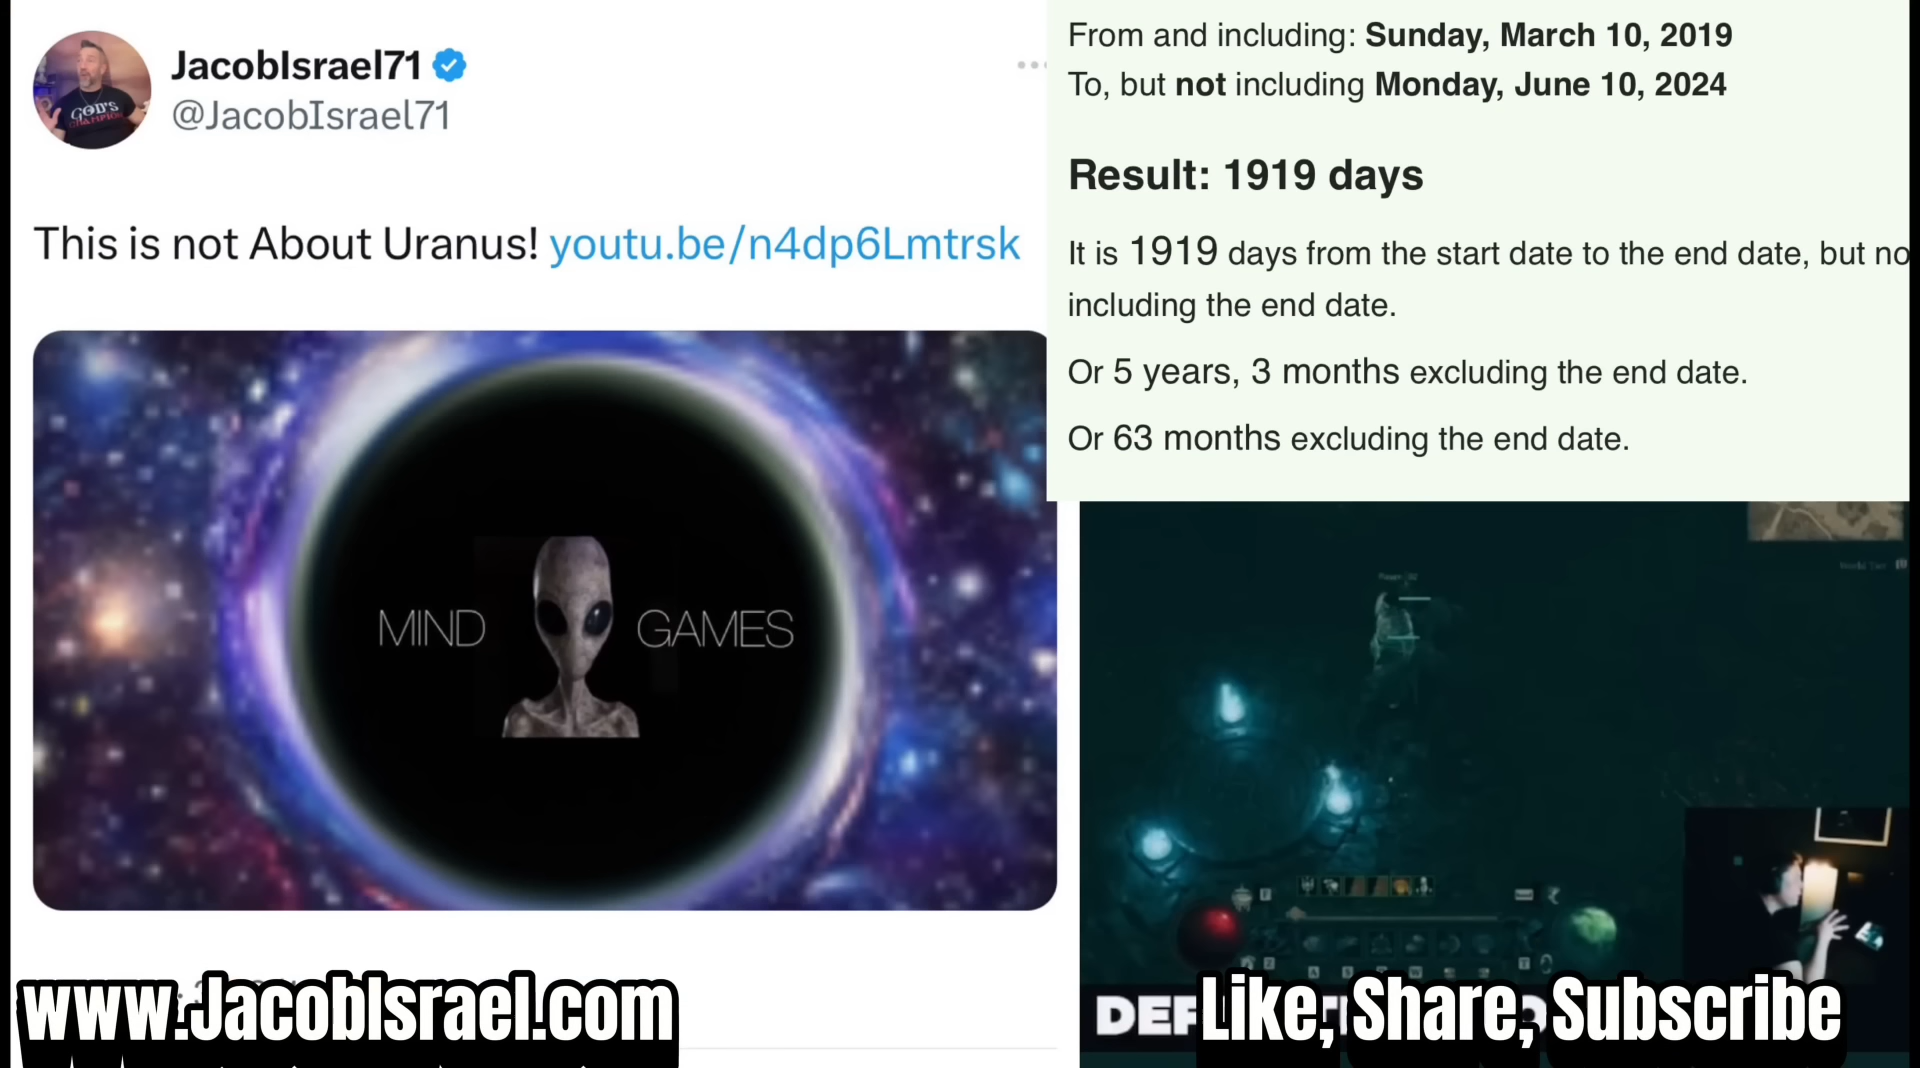 JacobIsrael71
@JacobIsrael71
GOD'S
CHAMPION
This is not About Uranus! youtu.be/n4dp6Lmtrsk
MIND GAMES
From and including: Sunday, March 10, 2019
To, but not including Monday, June 10, 2024
Result: 1919 days
It is 1919 days from the start date to the end date, but no
including the end date.
Or 5 years, 3 months excluding the end date.
Or 63 months excluding the end date.
www.JacobIsrael.com
Like, Share, Subscribe